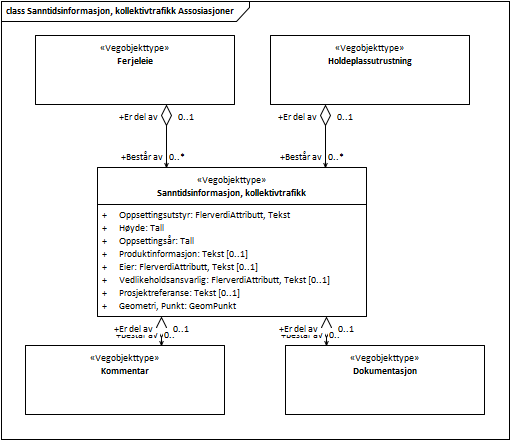 class Sanntidsinformasjon, kollektivtrafikk Assosiasjoner
«Vegobjekttype»
Ferjeleie
«Vegobjekttype»
Holdeplassutrustning
+Er del av 0..1
+Er del av 0..1
+Består av 0..*
+Består av 0..*
«Vegobjekttype»
Sanntidsinformasjon, kollektivtrafikk
+ Oppsettingsutstyr: FlerverdiAttributt, Tekst
+ Høyde: Tall
+ Oppsettingsår: Tall
+ Produktinformasjon: Tekst [0..1]
+ Eier: FlerverdiAttributt, Tekst [0..1]
+ Vedlikeholdsansvarlig: FlerverdiAttributt, Tekst [0..1]
+ Prosjektreferanse: Tekst [0..1]
+ Geometri, Punkt: GeomPunkt
+Er del av 0..1
+Er del av 0..1
+Består av 0..
+Består av 0..
«Vegobjekttype»
Kommentar
«Vegobjekttype»
Dokumentasjon